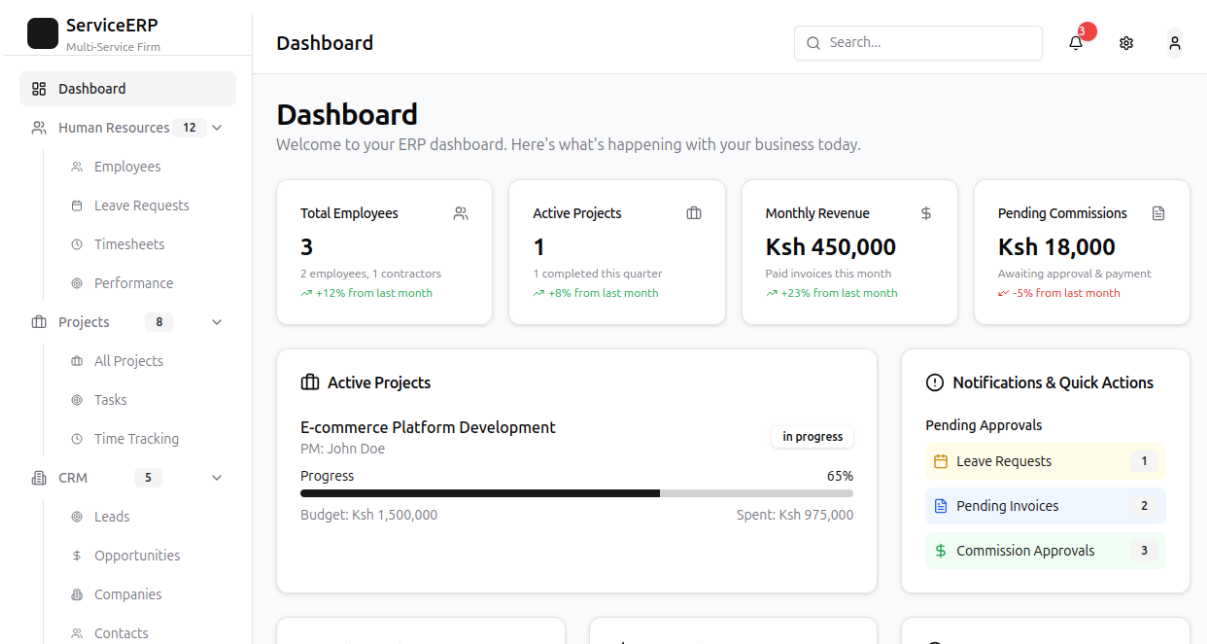 ServiceERP
Multi-Service Firm
Dashboard
Human Resources 12
Employees
Leave Requests
Timesheets
Performance
Projects 8
All Projects
Tasks
Time Tracking
CRM 5
Leads
Opportunities
Companies
Contacts
Dashboard
Search...
3
Dashboard
Welcome to your ERP dashboard. Here's what's happening with your business today.
Total Employees
3
2 employees, 1 contractors
+12% from last month
Active Projects
1
1 completed this quarter
+8% from last month
Monthly Revenue
Ksh 450,000
Paid invoices this month
+23% from last month
Pending Commissions
Ksh 18,000
Awaiting approval & payment
-5% from last month
Active Projects
E-commerce Platform Development
PM: John Doe
in progress
Progress 65%
Budget: Ksh 1,500,000 Spent: Ksh 975,000
Notifications & Quick Actions
Pending Approvals
Leave Requests 1
Pending Invoices 2
Commission Approvals 3